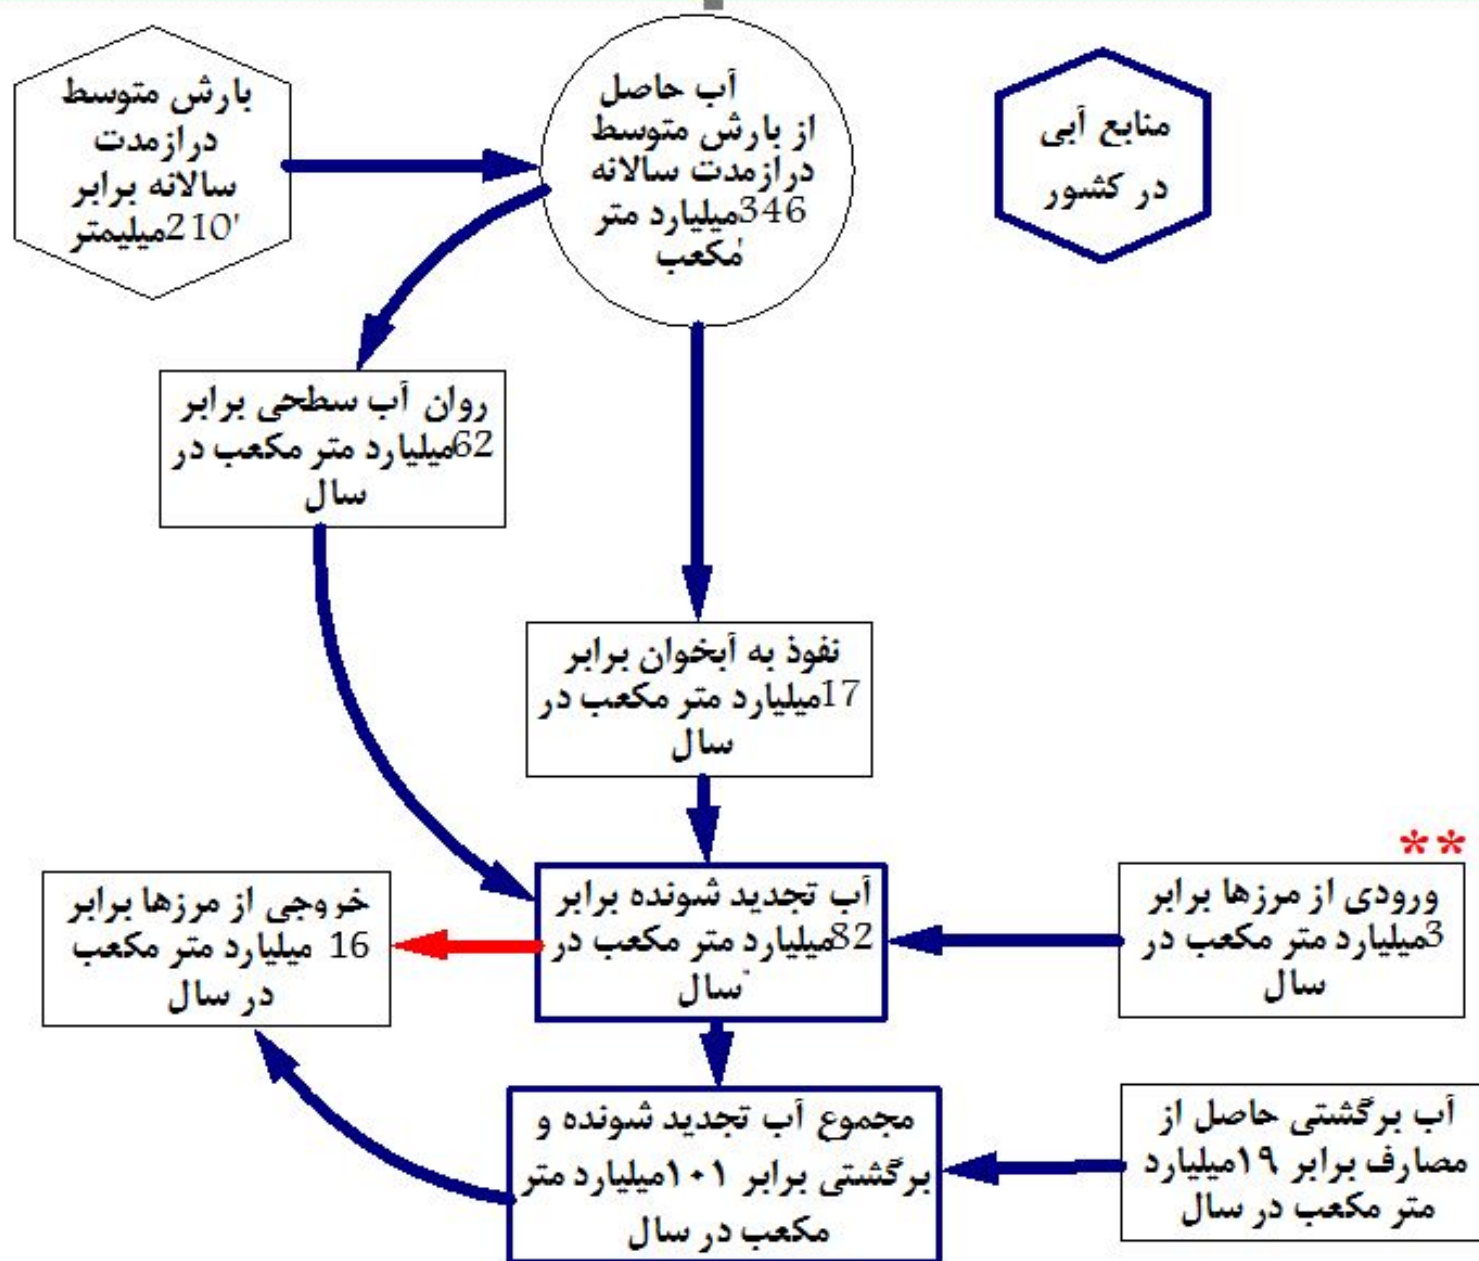 منابع آبی
در کشور
آب حاصل
از بارش متوسط
درازمدت سالانه
346میلیارد متر
مکعب'
بارش متوسط
درازمدت
سالانه برابر
210'میلیمتر
روان آب سطحی برابر
62میلیارد متر مکعب در
سال
نفوذ به آبخوان برابر
17میلیارد متر مکعب در
سال
**
ورودی از مرزها برابر
3میلیارد متر مکعب در
سال
آب تجدید شونده برابر
82میلیارد متر مکعب در
سال
خروجی از مرزها برابر
16 میلیارد متر مکعب
در سال
آب برگشتی حاصل از
مصارف برابر ۱۹میلیارد
متر مکعب در سال
مجموع آب تجدید شونده و
برگشتی برابر ۱۰۱میلیارد متر
مکعب در سال